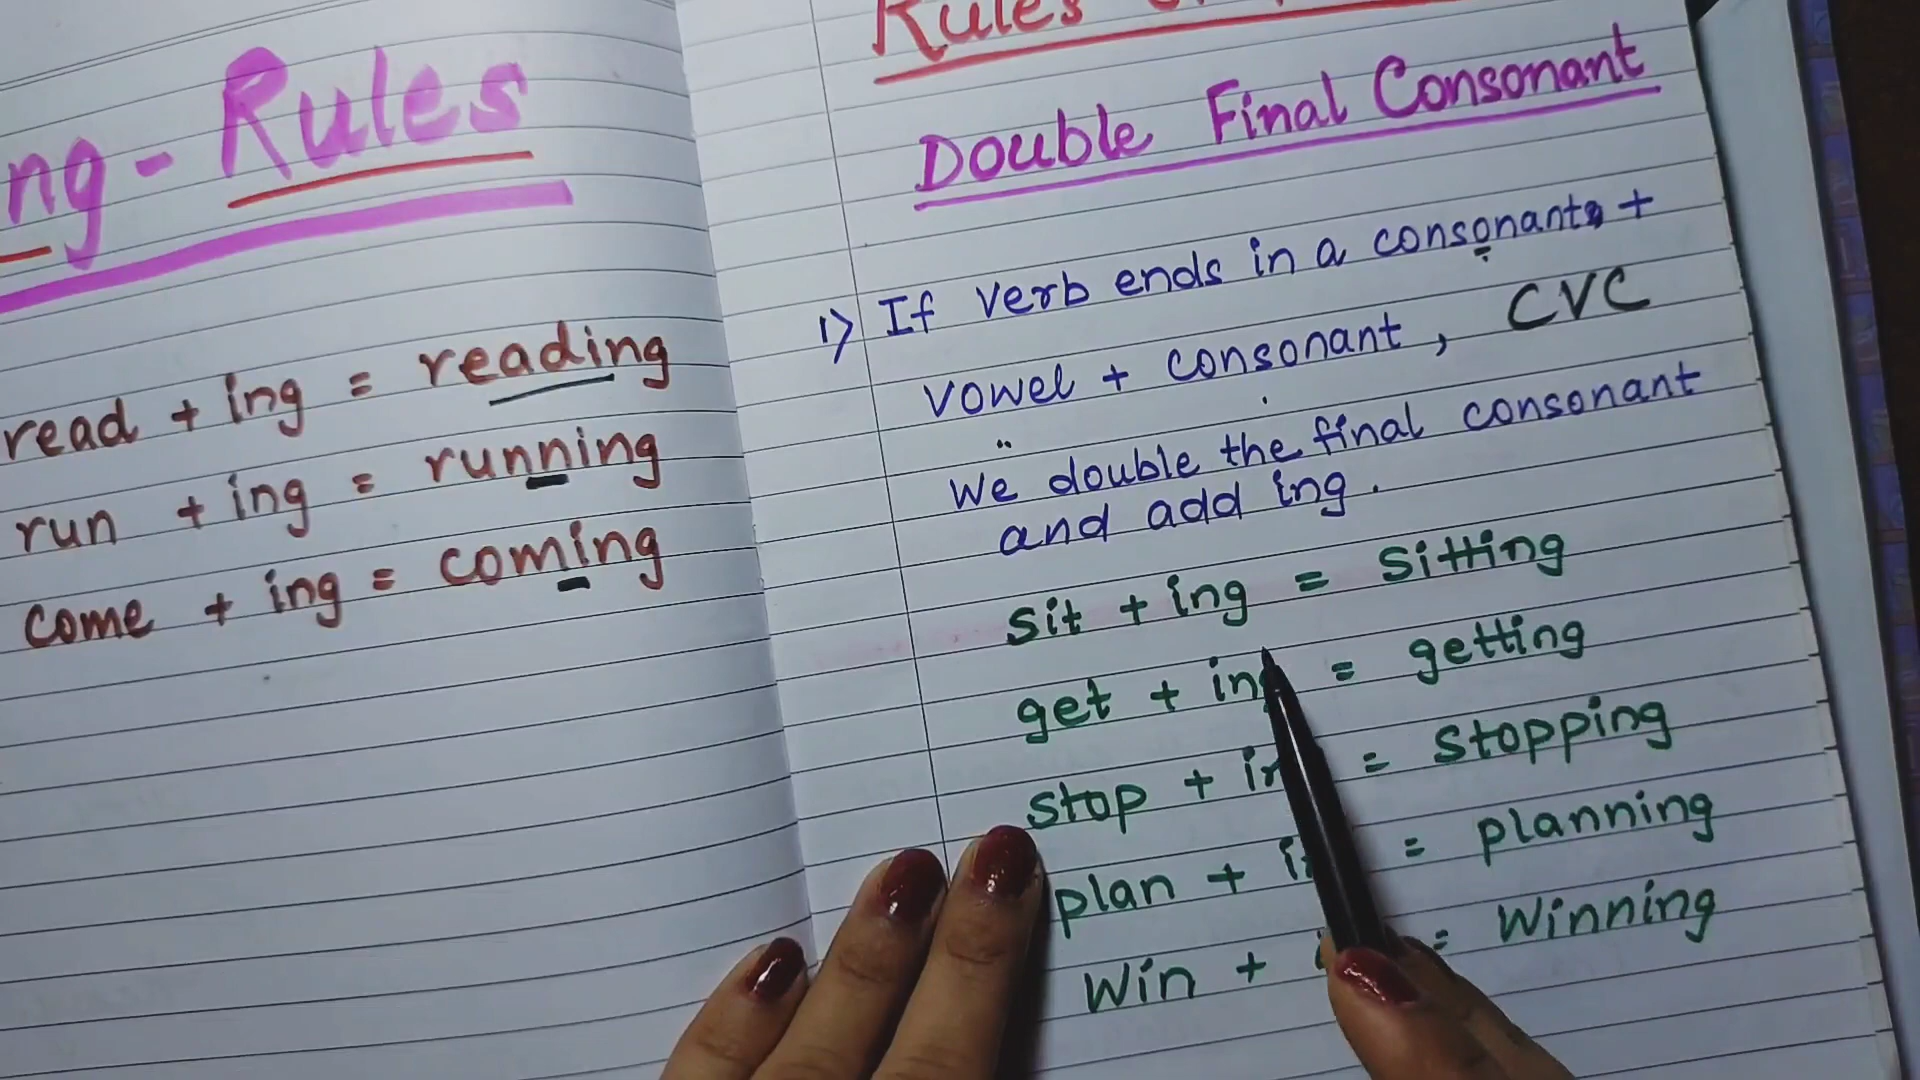 ng - Rules
read + ing = reading
run + ing = running
come + ing = coming
Rules
Double Final Consonant
1) If verb ends in a consonant +
vowel + consonant, CVC
We double the final consonant
and add ing.
Sit + ing = Sitting
get + ing = getting
Stop + in = Stopping
plan + i = planning
Win + i = Winning